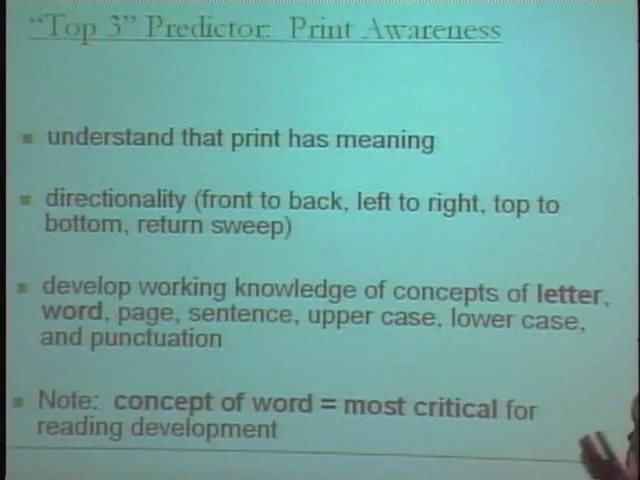 "Top 3" Predictor: Print Awareness
understand that print has meaning
directionality (front to back, left to right, top to
bottom, return sweep)
develop working knowledge of concepts of letter,
word, page, sentence, upper case, lower case,
and punctuation
Note: concept of word = most critical for
reading development